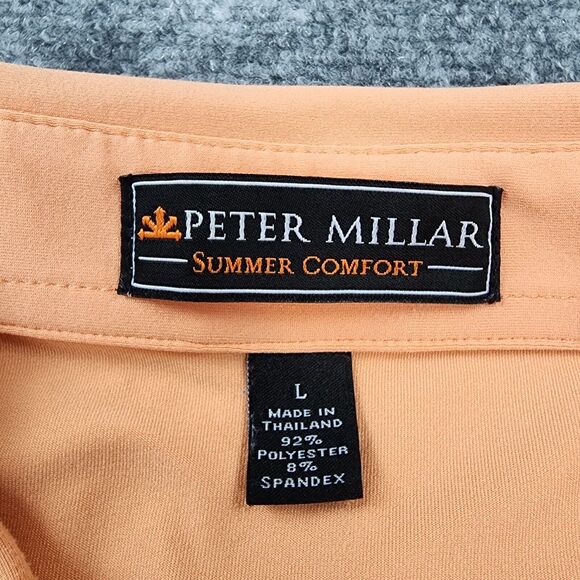 PETER MILLAR
SUMMER COMFORT
L
MADE IN
THAILAND
92%
POLYESTER
8%
SPANDEX